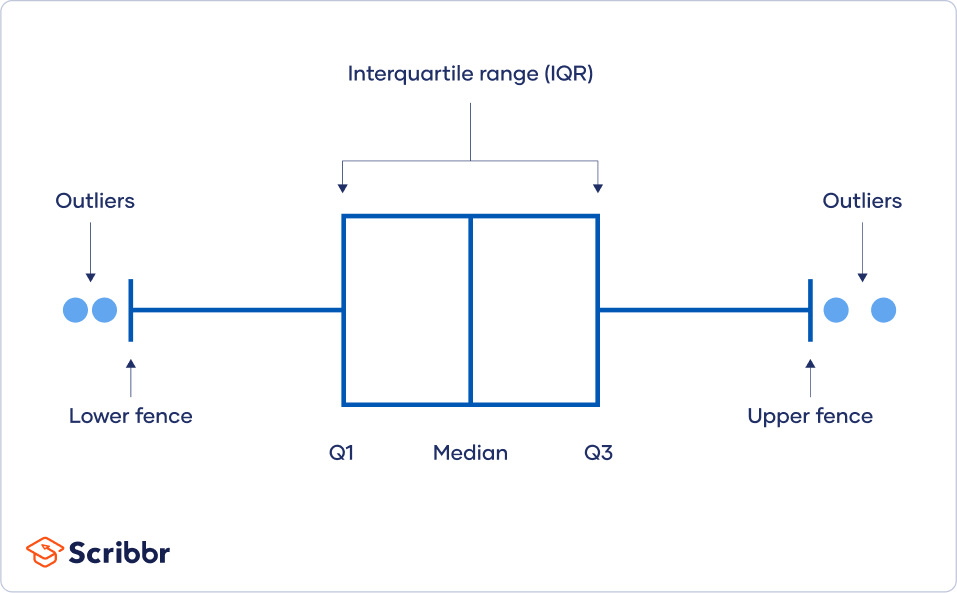 Interquartile range (IQR)
Outliers
Outliers
Lower fence
Upper fence
Q1
Median
Q3
Scribbr